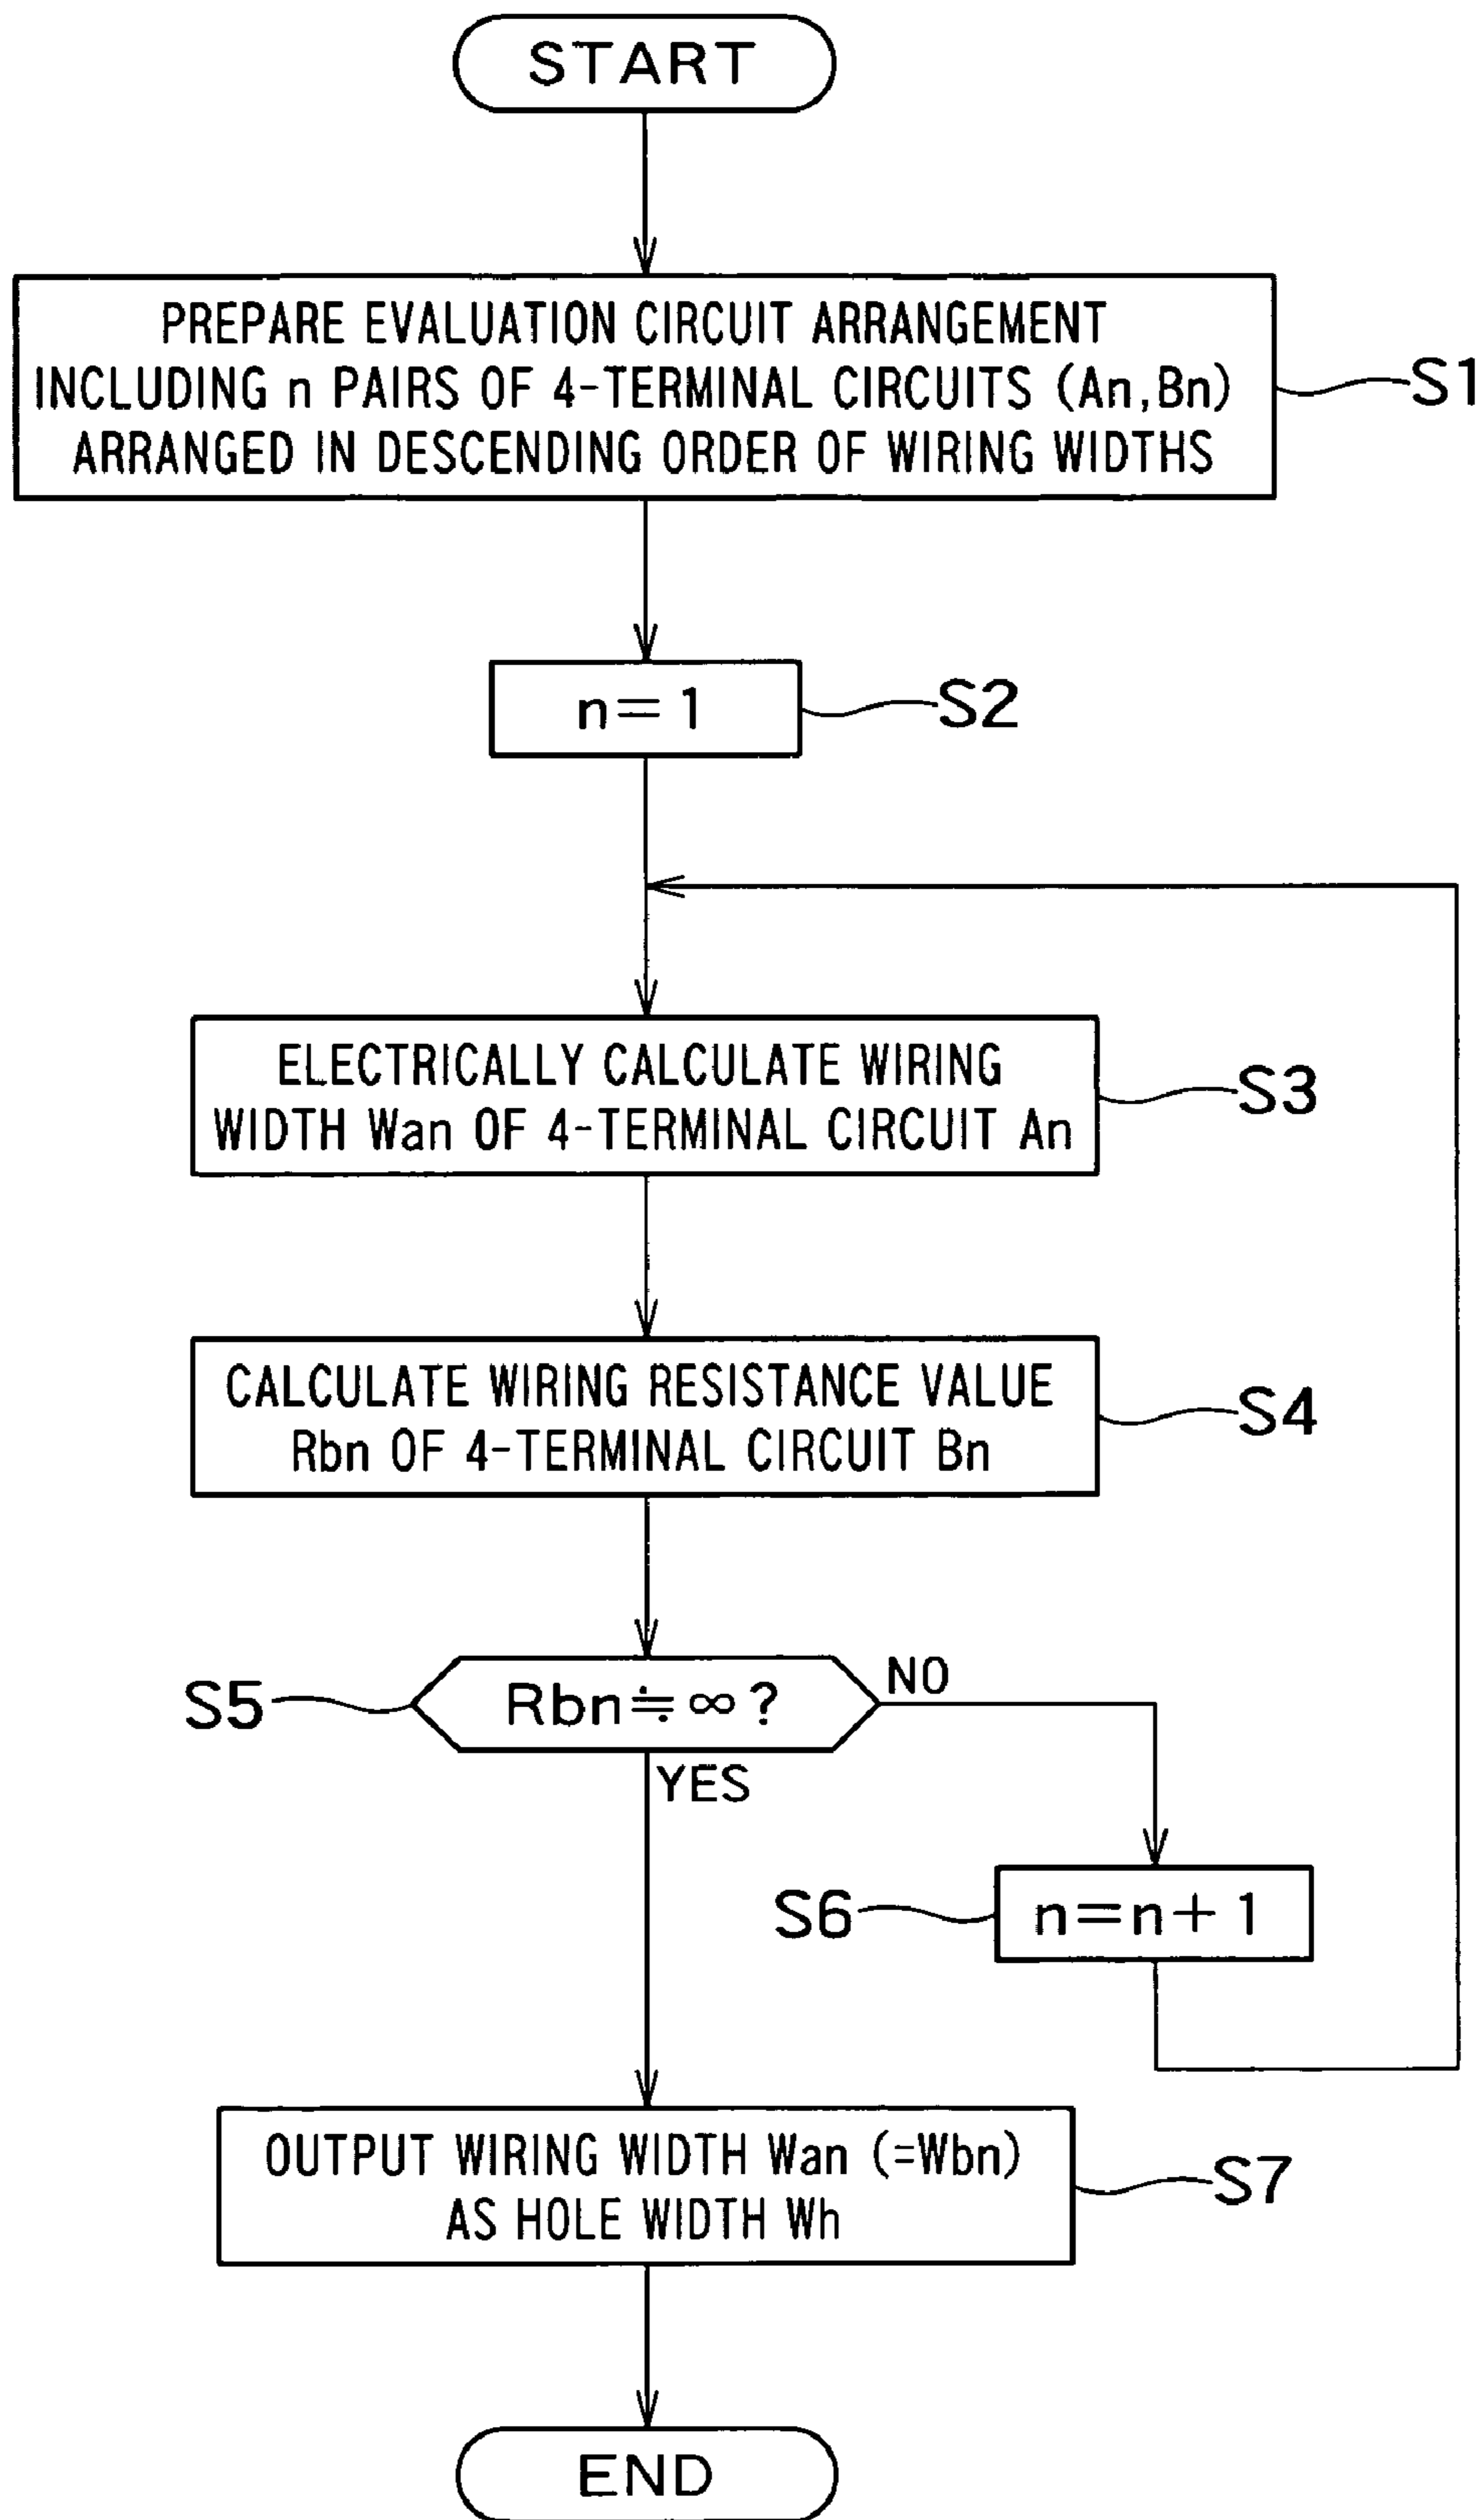 START
PREPARE EVALUATION CIRCUIT ARRANGEMENT
INCLUDING n PAIRS OF 4-TERMINAL CIRCUITS (An,Bn)
ARRANGED IN DESCENDING ORDER OF WIRING WIDTHS
S1
n=1
S2
ELECTRICALLY CALCULATE WIRING
WIDTH Wan OF 4-TERMINAL CIRCUIT An
S3
CALCULATE WIRING RESISTANCE VALUE
Rbn OF 4-TERMINAL CIRCUIT Bn
S4
S5
Rbn≒∞?
NO
YES
S6
n=n+1
OUTPUT WIRING WIDTH Wan (=Wbn)
AS HOLE WIDTH Wh
S7
END